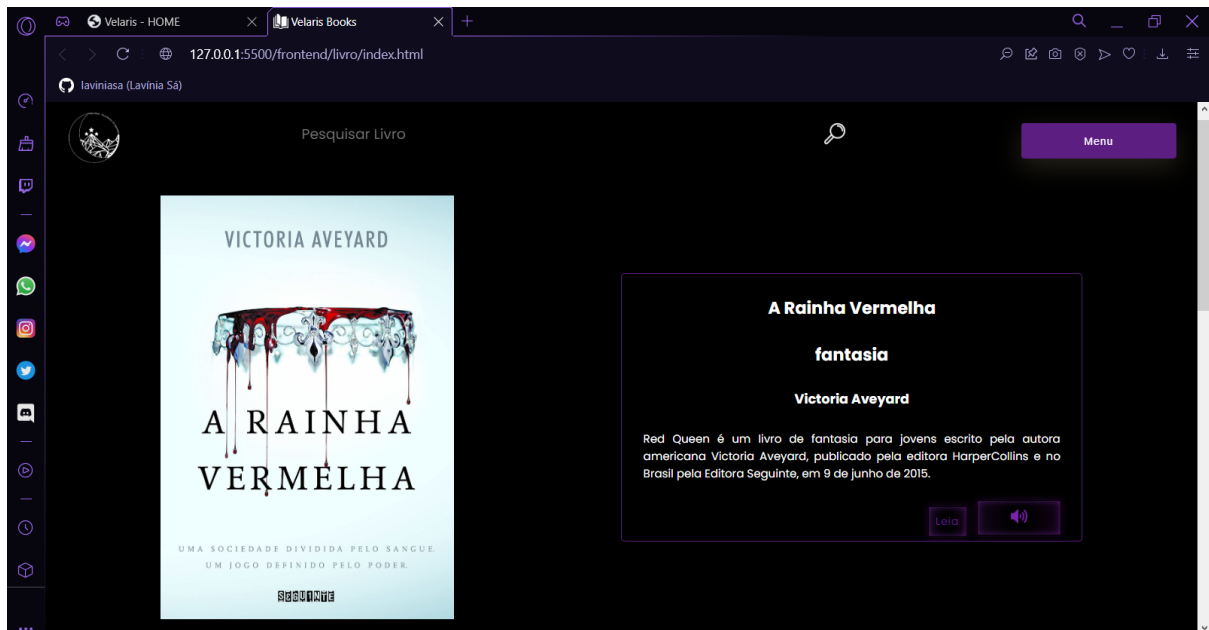 Velaris - HOME
Velaris Books
127.0.0.1:5500/frontend/livro/index.html
laviniasa (Lavínia Sá)
Pesquisar Livro
Menu
VICTORIA AVEYARD
A RAINHA
VERMELHA
UMA SOCIEDADE DIVIDIDA PELO SANGUE.
UM JOGO DEFINIDO PELO PODER.
SEGUINTE
A Rainha Vermelha
fantasia
Victoria Aveyard
Red Queen é um livro de fantasia para jovens escrito pela autora
americana Victoria Aveyard, publicado pela editora HarperCollins e no
Brasil pela Editora Seguinte, em 9 de junho de 2015.
Leia